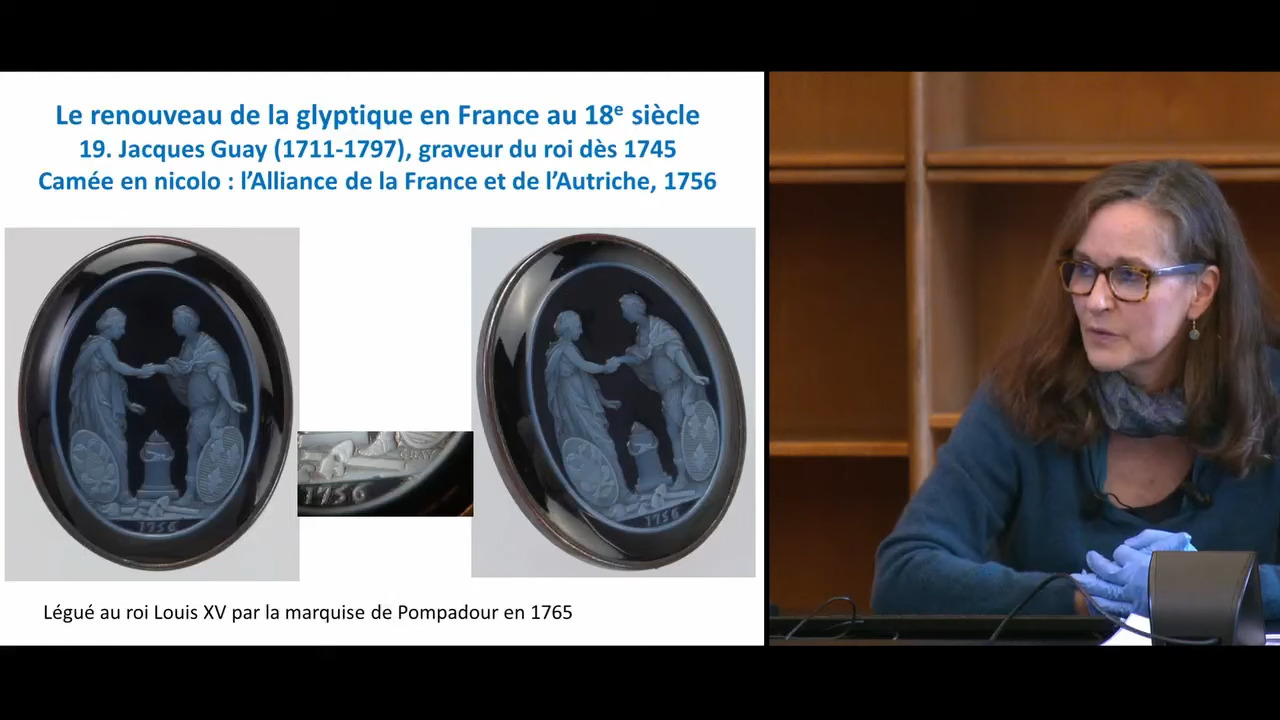 Le renouveau de la glyptique en France au 18e siècle
19. Jacques Guay (1711-1797), graveur du roi dès 1745
Camée en nicolo : l’Alliance de la France et de l’Autriche, 1756
1756
GUAY
1756
1756
Légué au roi Louis XV par la marquise de Pompadour en 1765